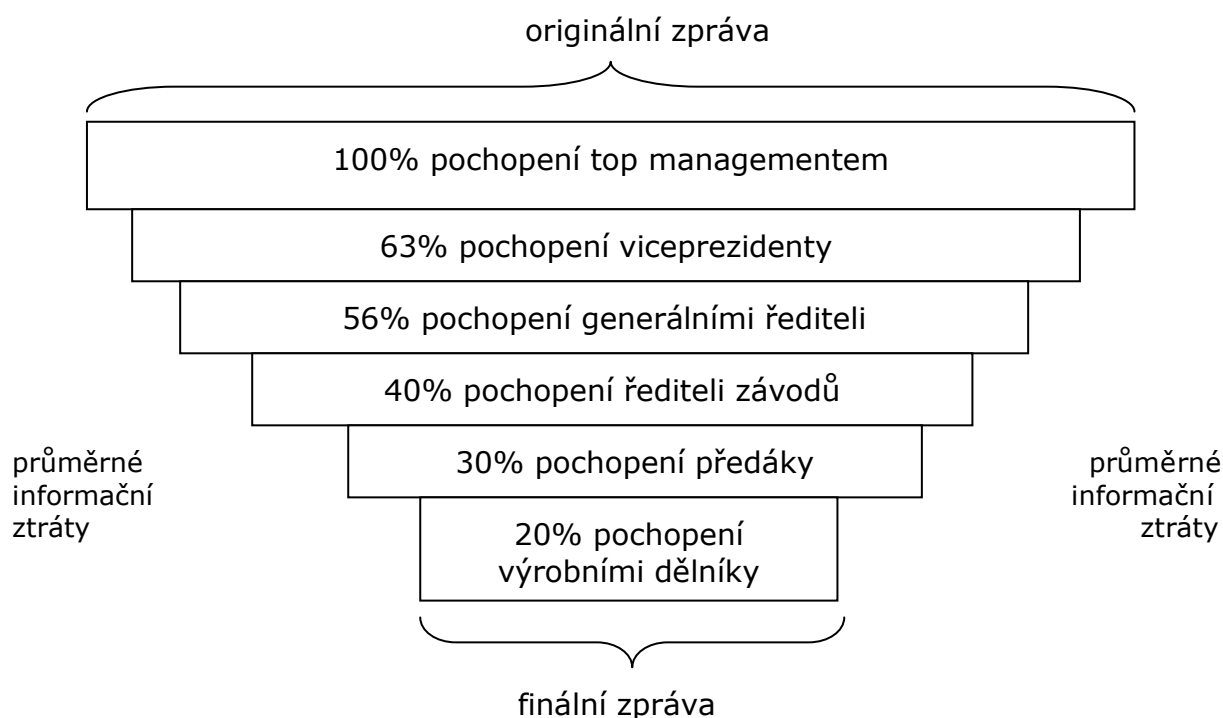 originální zpráva
100% pochopení top managementem
63% pochopení viceprezidenty
56% pochopení generálními řediteli
40% pochopení řediteli závodů
30% pochopení předáky
průměrné
informační
ztráty
průměrné
informační
ztráty
20% pochopení
výrobními dělníky
finální zpráva